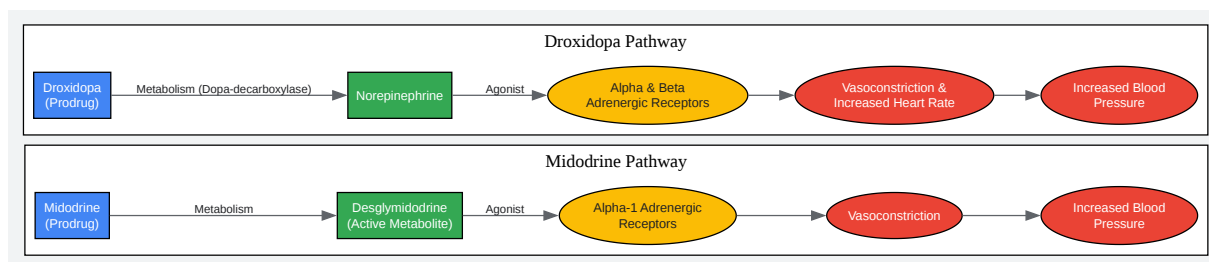 Droxidopa Pathway
Droxidopa
(Prodrug)
Metabolism (Dopa-decarboxylase)
Norepinephrine
Agonist
Alpha & Beta
Adrenergic Receptors
Vasoconstriction &
Increased Heart Rate
Increased Blood
Pressure
Midodrine Pathway
Midodrine
(Prodrug)
Metabolism
Desglymidodrine
(Active Metabolite)
Agonist
Alpha-1 Adrenergic
Receptors
Vasoconstriction
Increased Blood
Pressure